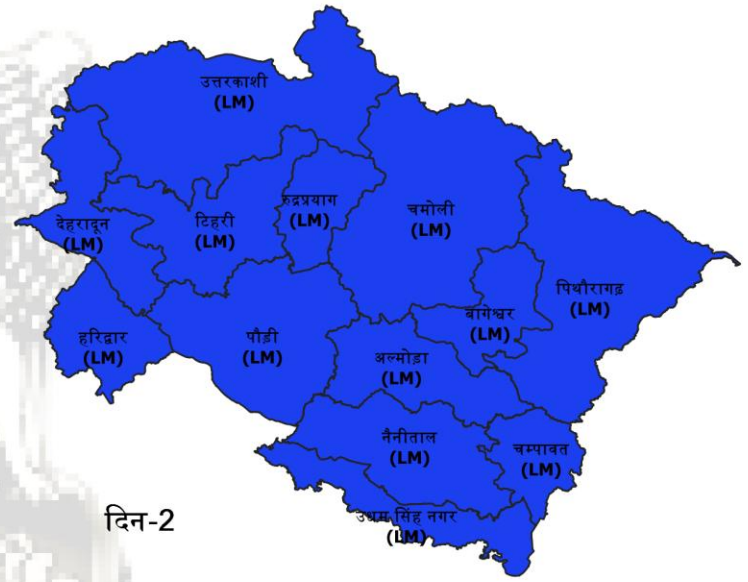 उत्तरकाशी
(LM)
देहरादून
(LM)
टिहरी
(LM)
रुद्रप्रयाग
(LM)
चमोली
(LM)
पिथौरागढ़
(LM)
हरिद्वार
(LM)
पौड़ी
(LM)
बागेश्वर
(LM)
अल्मोड़ा
(LM)
नैनीताल
(LM)
चम्पावत
(LM)
उधम सिंह नगर
(LM)
दिन-2